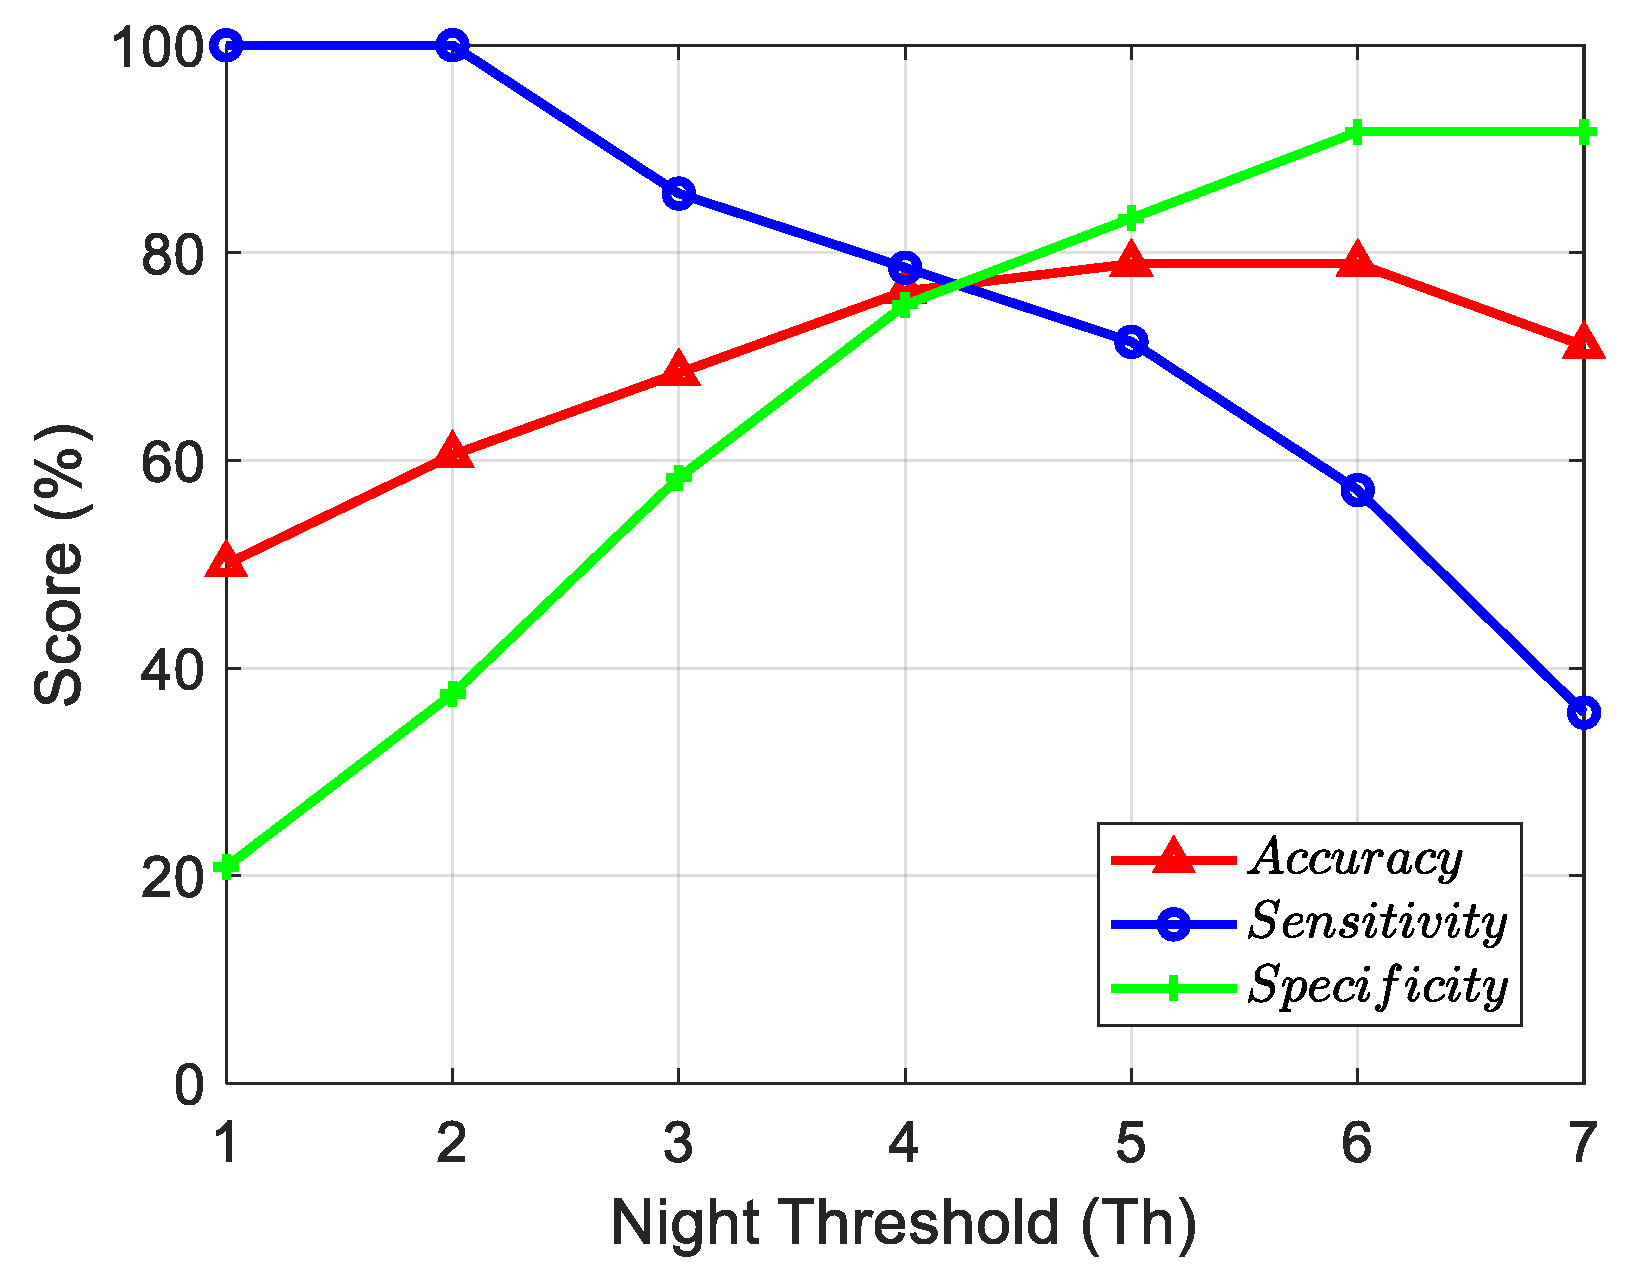 100
80
60
40
20
0
Score (%)
1 2 3 4 5 6 7
Night Threshold (Th)
Accuracy
Sensitivity
Specificity